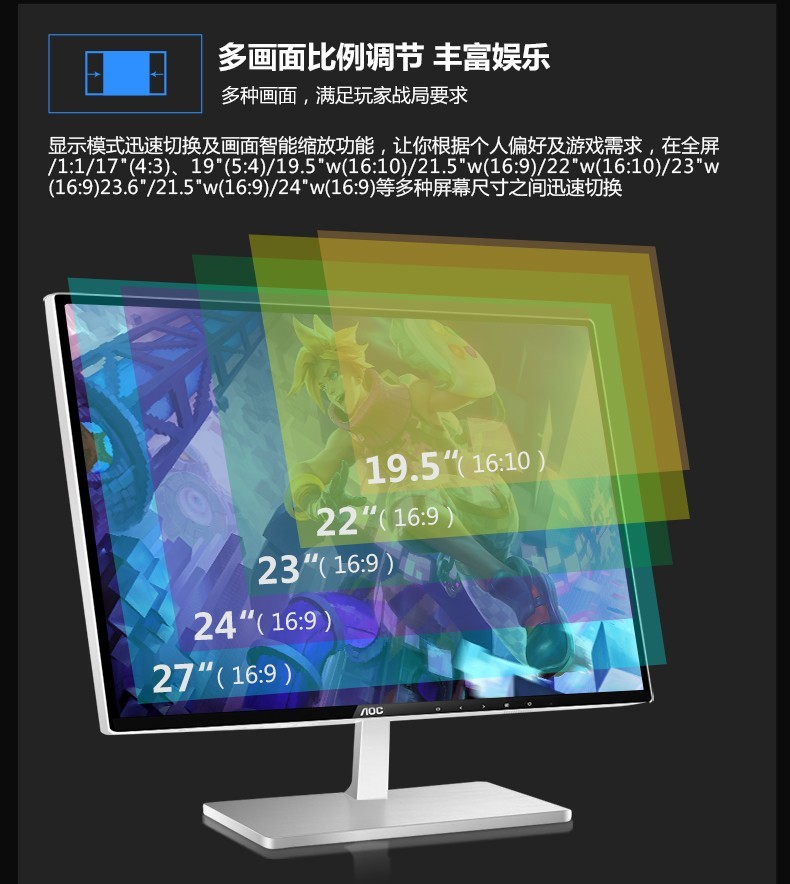 多画面比例调节 丰富娱乐
多种画面，满足玩家战局要求
显示模式迅速切换及画面智能缩放功能，让你根据个人偏好及游戏需求，在全屏
/1:1/17"(4:3)、19"(5:4)/19.5"w(16:10)/21.5"w(16:9)/22"w(16:10)/23"w
(16:9)23.6"/21.5"w(16:9)/24"w(16:9)等多种屏幕尺寸之间迅速切换
19.5“( 16:10 )
22“( 16:9 )
23“( 16:9 )
24“( 16:9 )
27“( 16:9 )
AOC